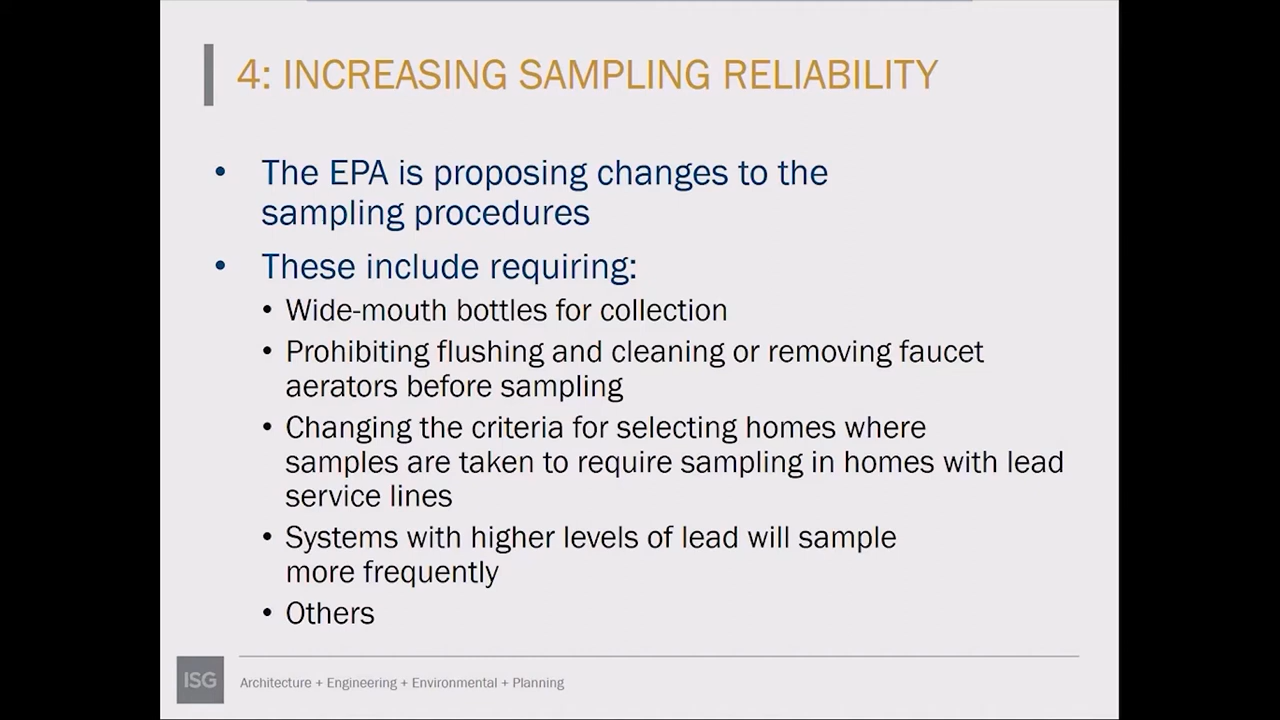 4: INCREASING SAMPLING RELIABILITY
• The EPA is proposing changes to the
sampling procedures
• These include requiring:
• Wide-mouth bottles for collection
• Prohibiting flushing and cleaning or removing faucet
aerators before sampling
• Changing the criteria for selecting homes where
samples are taken to require sampling in homes with lead
service lines
• Systems with higher levels of lead will sample
more frequently
• Others
ISG
Architecture + Engineering + Environmental + Planning